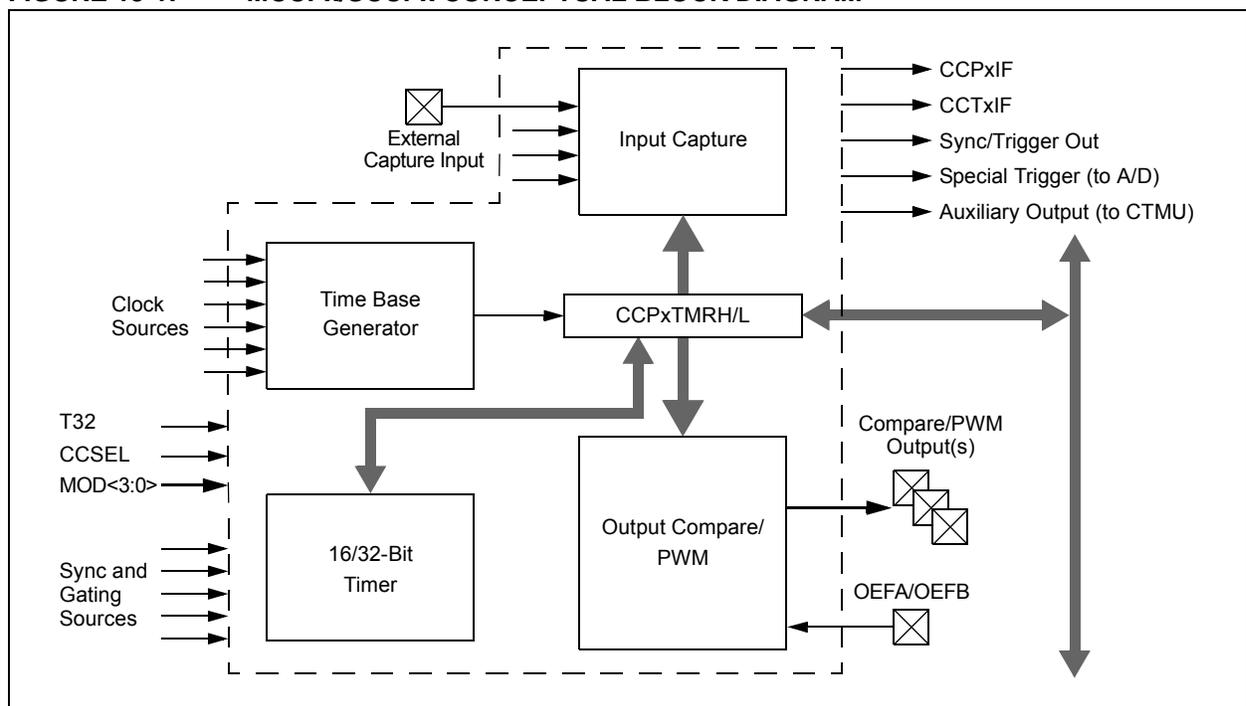 CCPxIF
CCTxIF
Sync/Trigger Out
Special Trigger (to A/D)
Auxiliary Output (to CTMU)
External
Capture Input
Input Capture
Clock
Sources
Time Base
Generator
CCPxTMRH/L
T32
CCSEL
MOD<3:0>
Sync and
Gating
Sources
16/32-Bit
Timer
Output Compare/
PWM
Compare/PWM
Output(s)
OEFA/OEFB